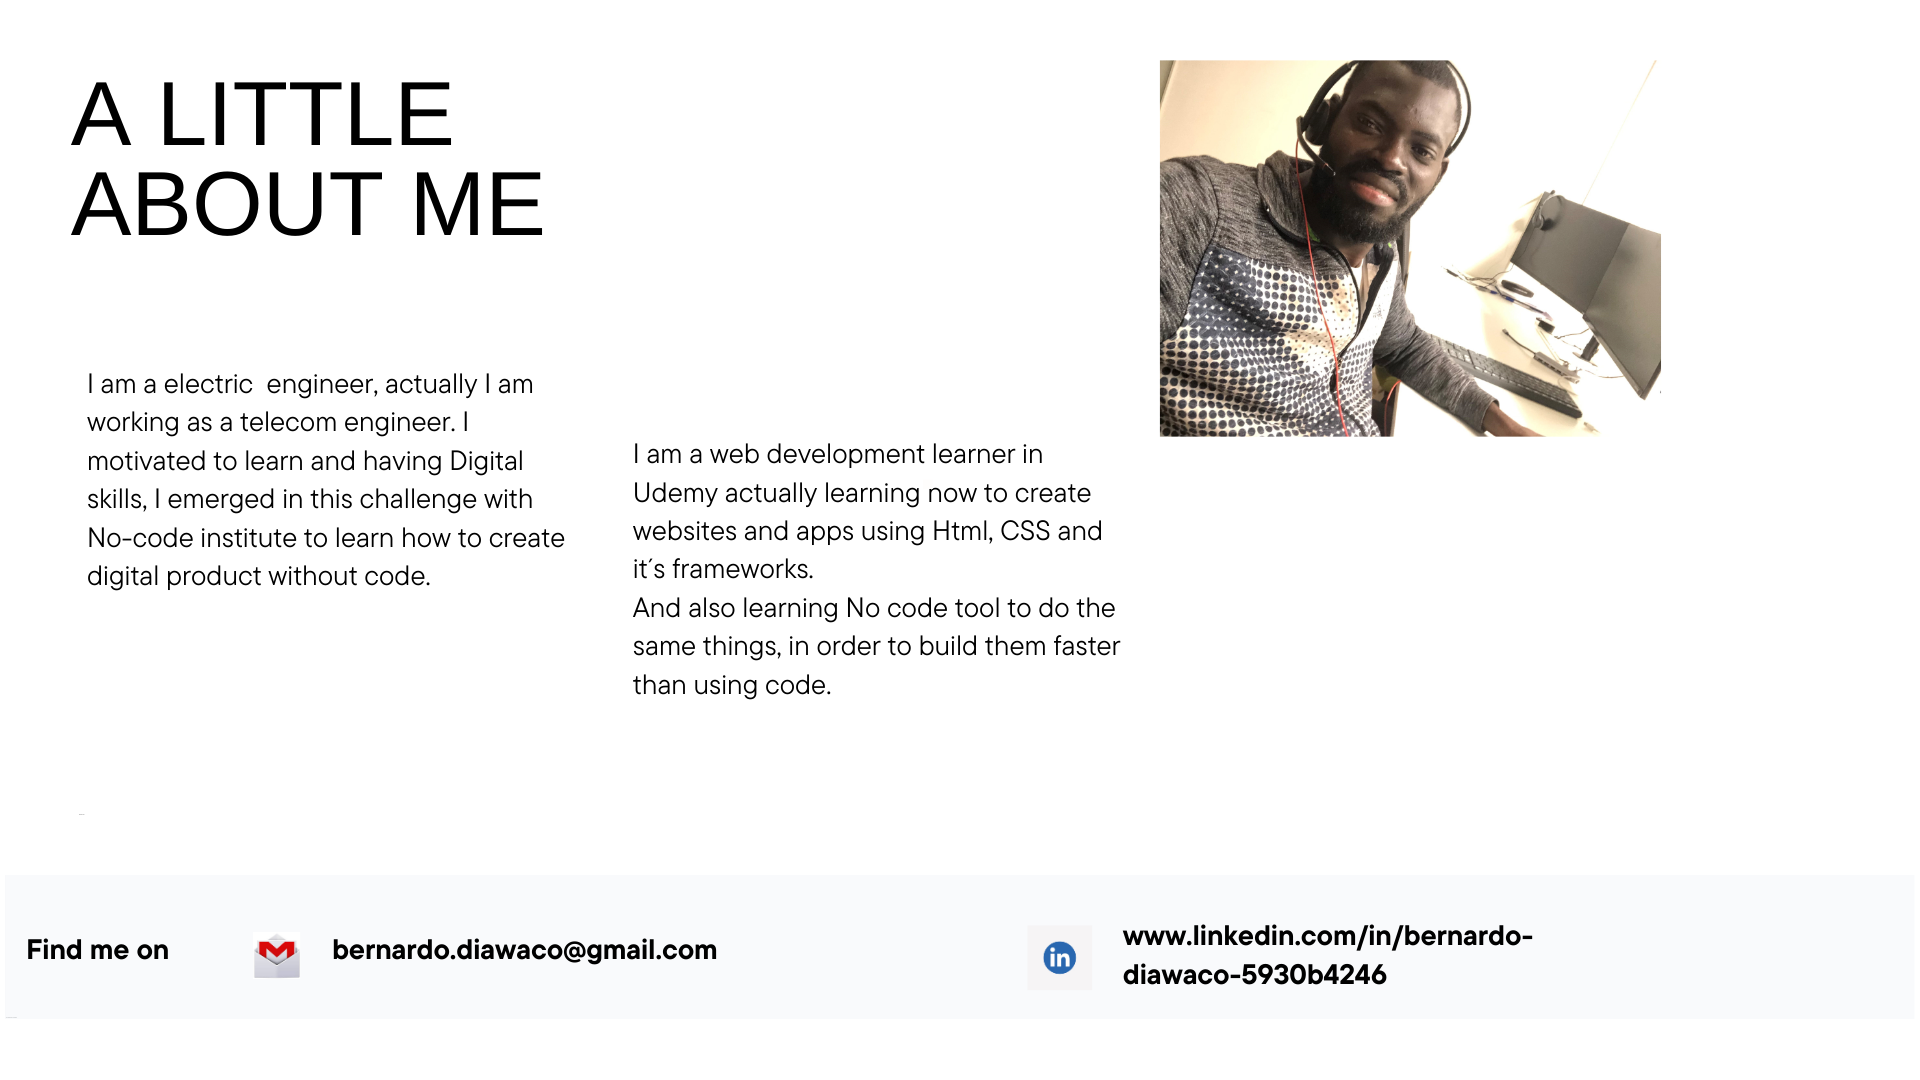 A LITTLE
ABOUT ME
I am a electric  engineer, actually I am
working as a telecom engineer. I
motivated to learn and having Digital
skills, I emerged in this challenge with
No-code institute to learn how to create
digital product without code.
I am a web development learner in
Udemy actually learning now to create
websites and apps using Html, CSS and
it´s frameworks.
And also learning No code tool to do the
same things, in order to build them faster
than using code.
Find me on
bernardo.diawaco@gmail.com
in
www.linkedin.com/in/bernardo-
diawaco-5930b4246